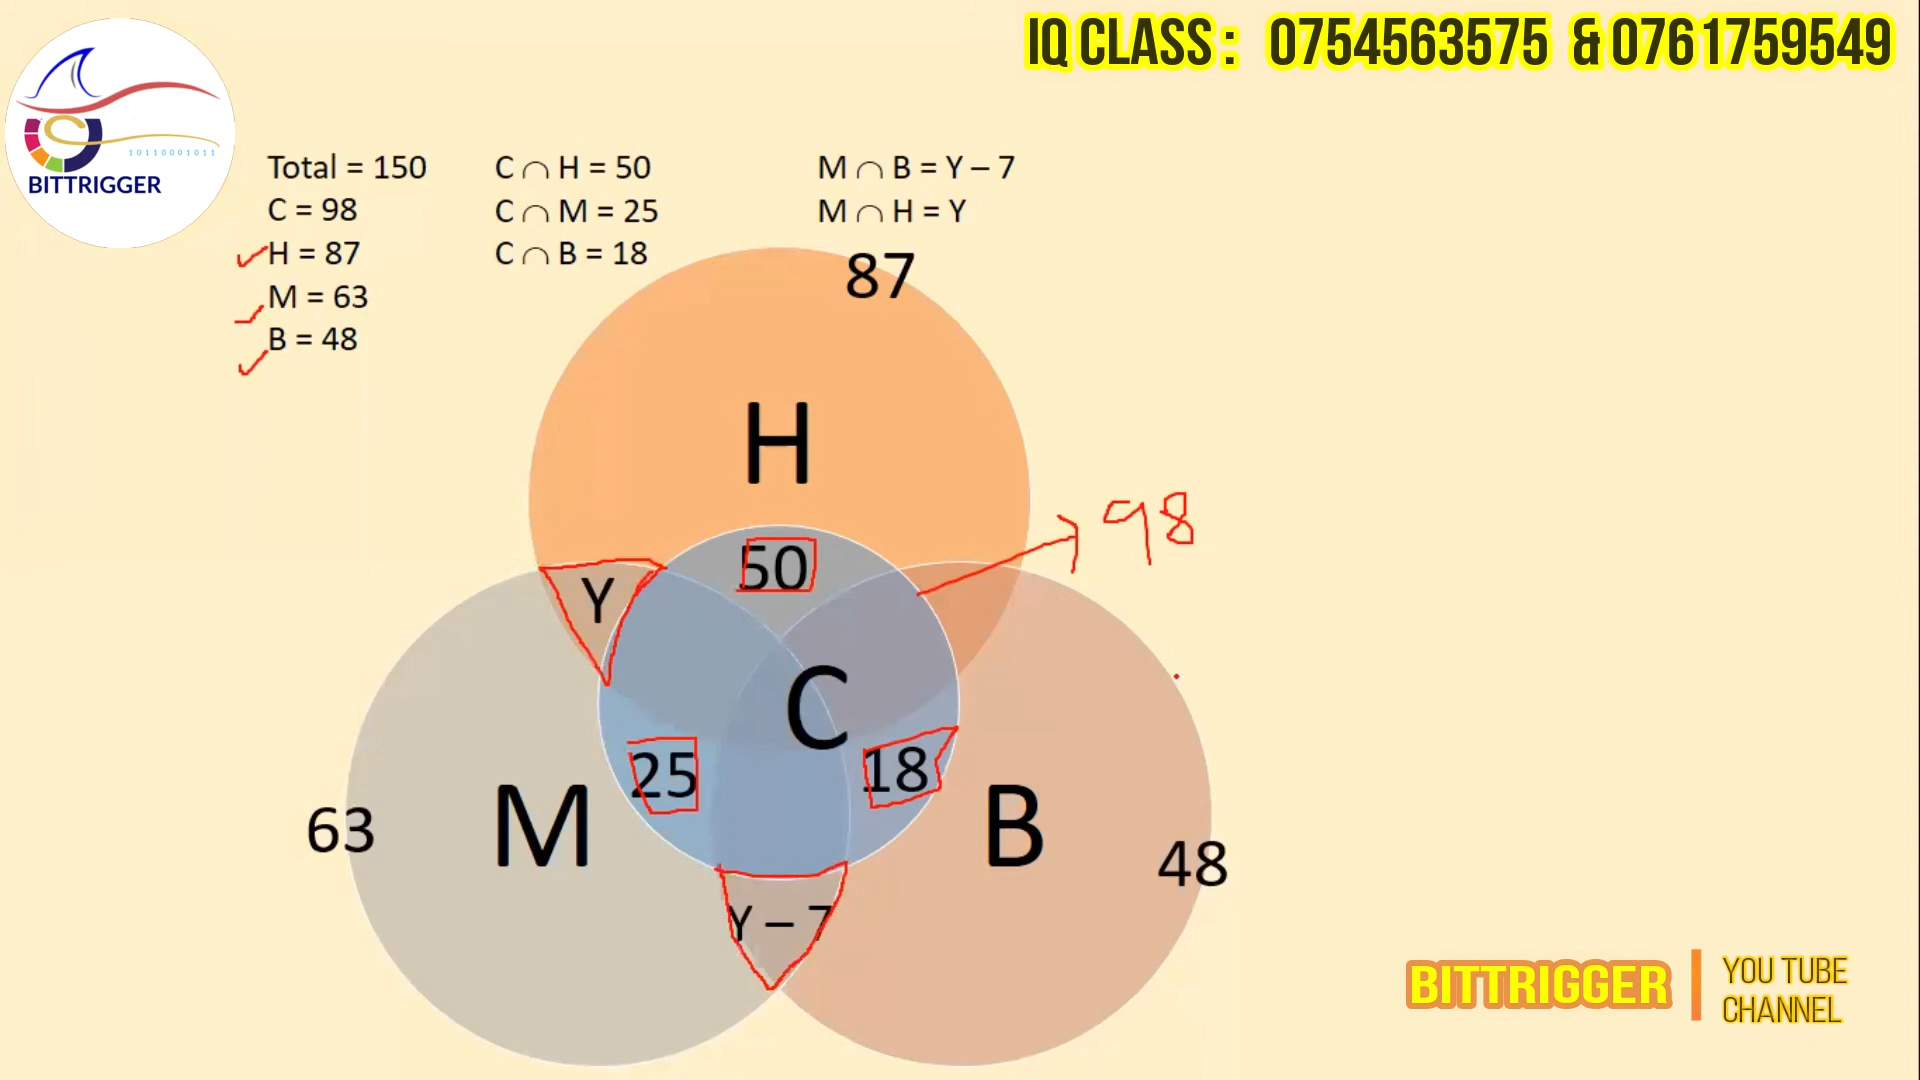 IQ CLASS : 0754563575 & 0761759549
10110001011
BITTRIGGER
Total = 150
C = 98
H = 87
M = 63
B = 48
C ∩ H = 50
C ∩ M = 25
C ∩ B = 18
M ∩ B = Y – 7
M ∩ H = Y
87
H
98
50
Y
C
25
18
M
B
63
48
Y – 7
BITTRIGGER
YOU TUBE
CHANNEL